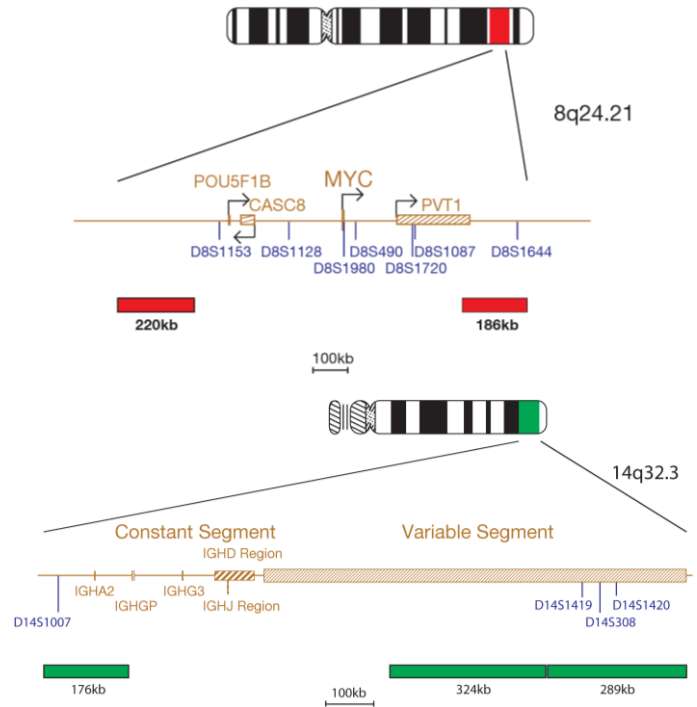 8q24.21
MYC
POU5F1B
CASC8
PVT1
D8S1153
D8S1128
D8S490
D8S1087
D8S1644
D8S1980
D8S1720
220kb
186kb
100kb
14q32.3
Constant Segment
Variable Segment
IGHD Region
IGHA2
IGHG3
IGHGP
IGHJ Region
D14S1419
D14S1420
D14S1007
D14S308
176kb
324kb
289kb
100kb